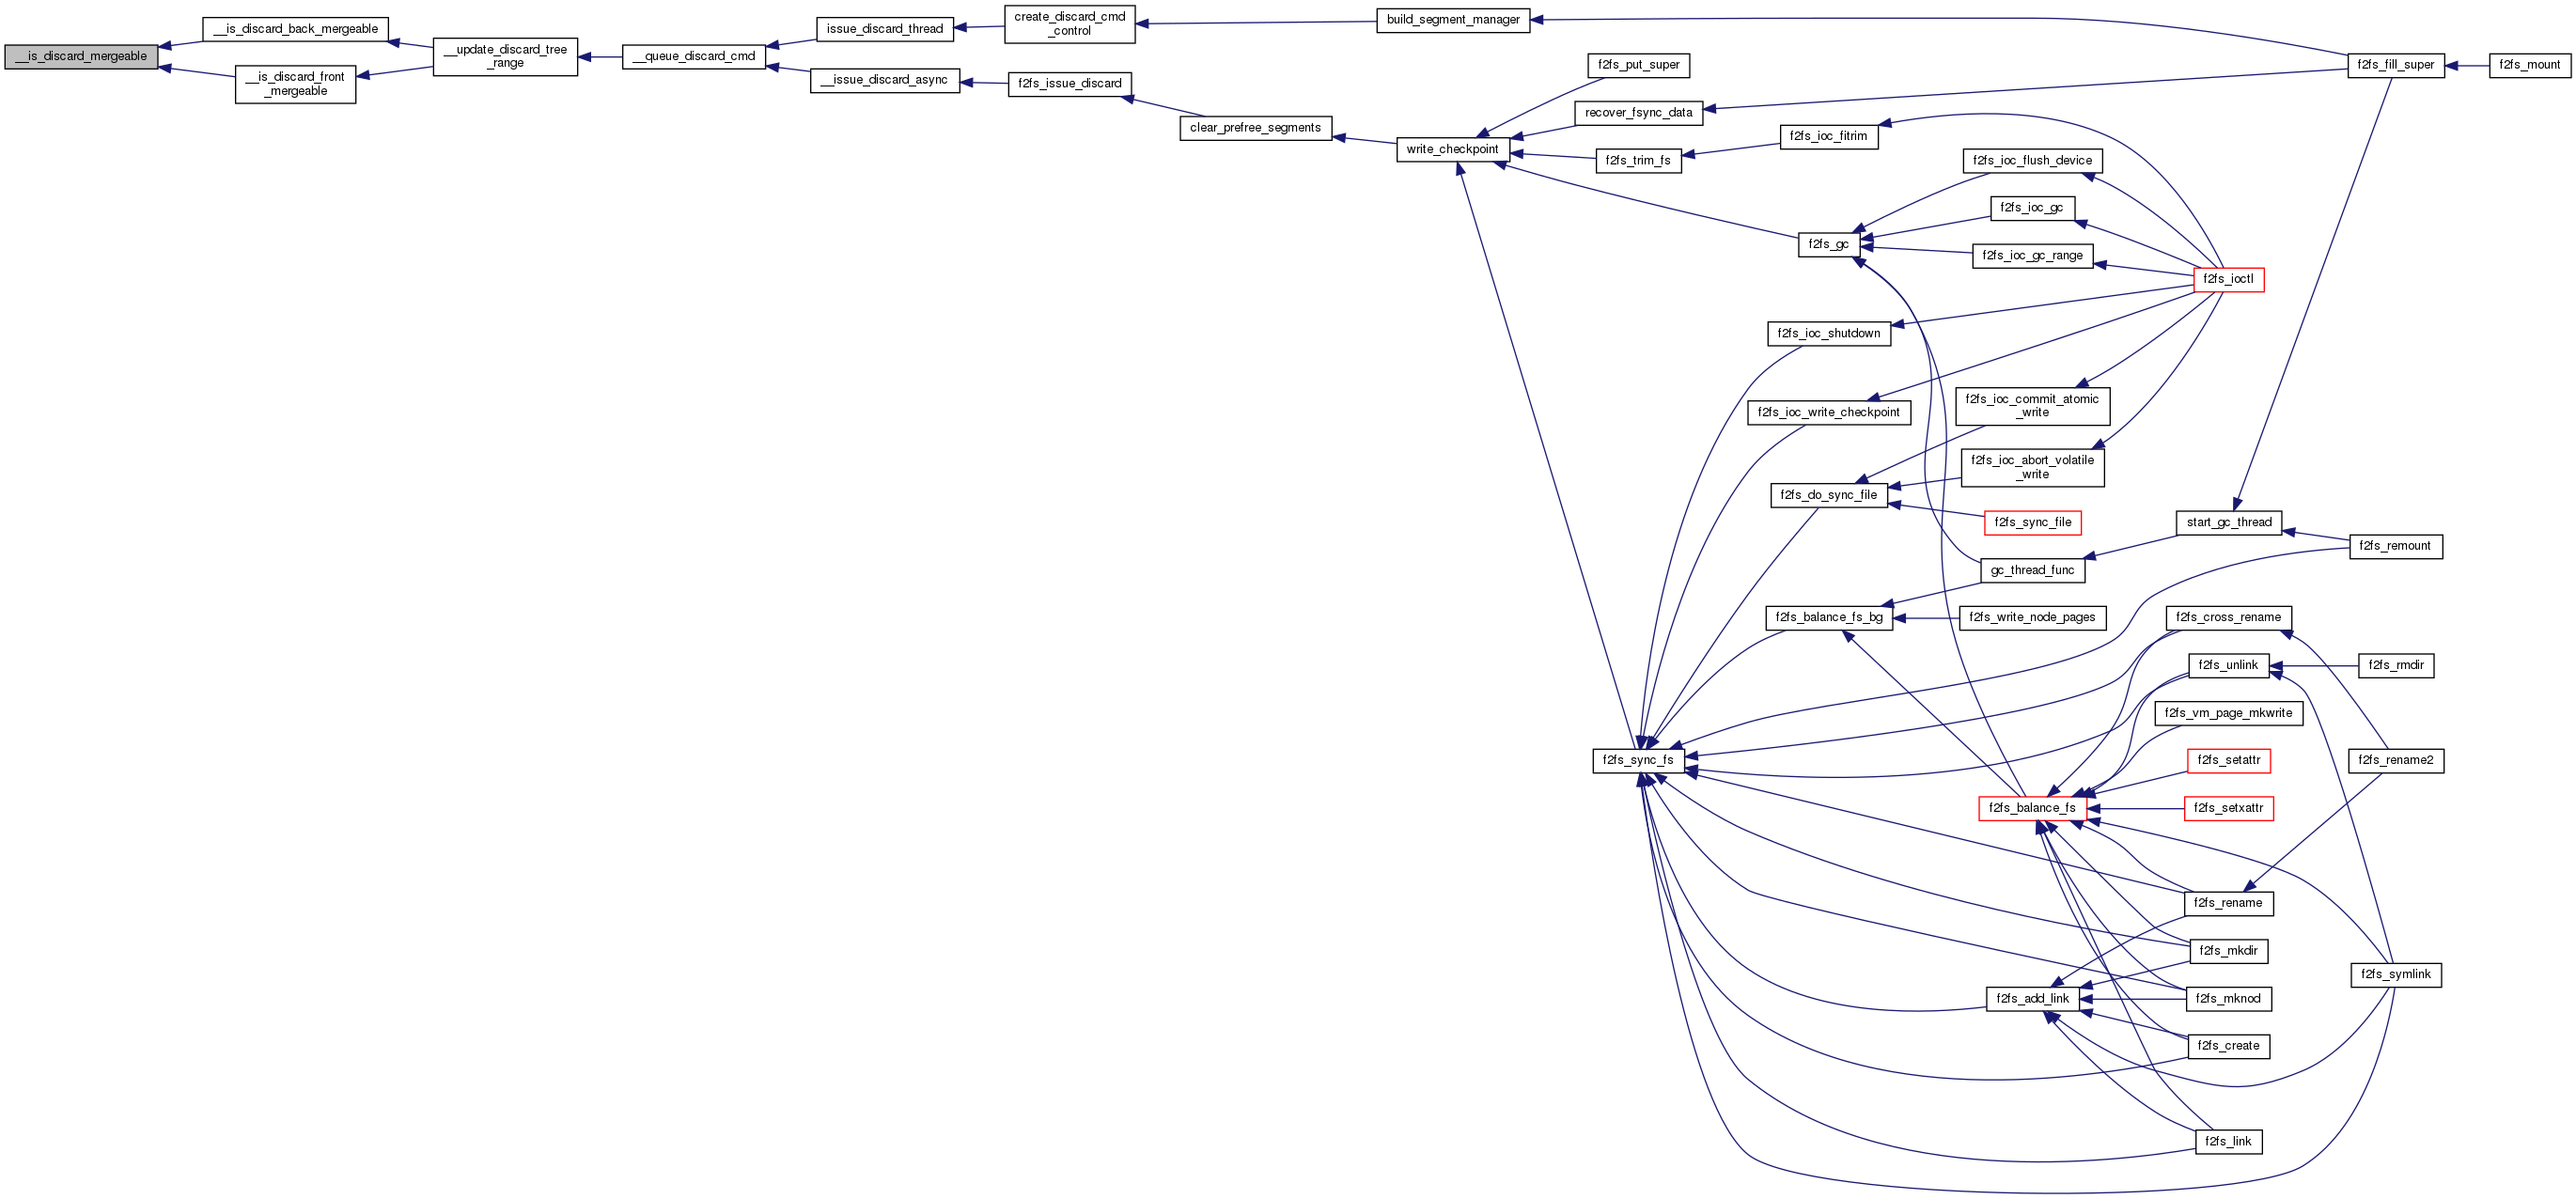 __is_discard_mergeable
__is_discard_back_mergeable
__is_discard_front
_mergeable
__update_discard_tree
_range
__queue_discard_cmd
issue_discard_thread
__issue_discard_async
create_discard_cmd
_control
f2fs_issue_discard
clear_prefree_segments
build_segment_manager
write_checkpoint
f2fs_put_super
recover_fsync_data
f2fs_trim_fs
f2fs_sync_fs
f2fs_ioc_fitrim
f2fs_gc
f2fs_ioc_shutdown
f2fs_ioc_write_checkpoint
f2fs_do_sync_file
f2fs_balance_fs_bg
f2fs_ioc_flush_device
f2fs_ioc_gc
f2fs_ioc_gc_range
f2fs_ioc_commit_atomic
_write
f2fs_ioc_abort_volatile
_write
f2fs_sync_file
gc_thread_func
f2fs_write_node_pages
f2fs_balance_fs
f2fs_add_link
f2fs_ioctl
start_gc_thread
f2fs_cross_rename
f2fs_unlink
f2fs_vm_page_mkwrite
f2fs_setattr
f2fs_setxattr
f2fs_rename
f2fs_mkdir
f2fs_mknod
f2fs_create
f2fs_link
f2fs_fill_super
f2fs_remount
f2fs_rmdir
f2fs_rename2
f2fs_symlink
f2fs_mount